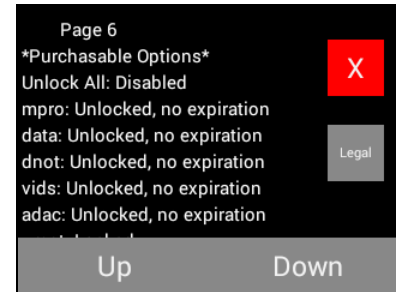 Page 6
*Purchasable Options*
Unlock All: Disabled
mpro: Unlocked, no expiration
data: Unlocked, no expiration
dnot: Unlocked, no expiration
vids: Unlocked, no expiration
adac: Unlocked, no expiration
X
Legal
Up
Down